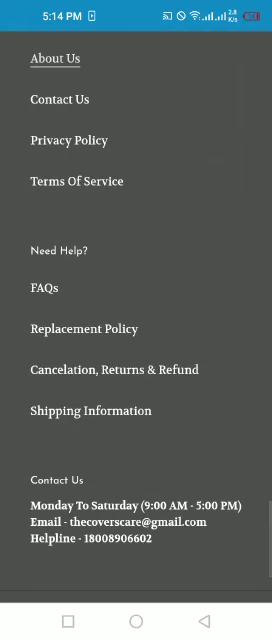 5:14 PM
2.8
K/s
About Us
Contact Us
Privacy Policy
Terms Of Service
Need Help?
FAQs
Replacement Policy
Cancelation, Returns & Refund
Shipping Information
Contact Us
Monday To Saturday (9:00 AM - 5:00 PM)
Email - thecoverscare@gmail.com
Helpline - 18008906602